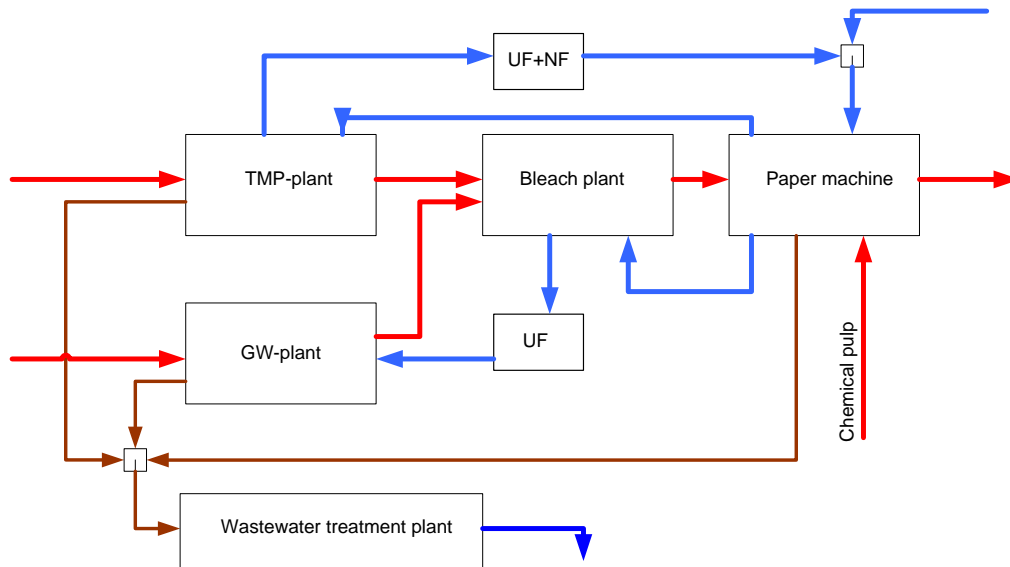 UF+NF
TMP-plant
Bleach plant
Paper machine
GW-plant
UF
Chemical pulp
Wastewater treatment plant